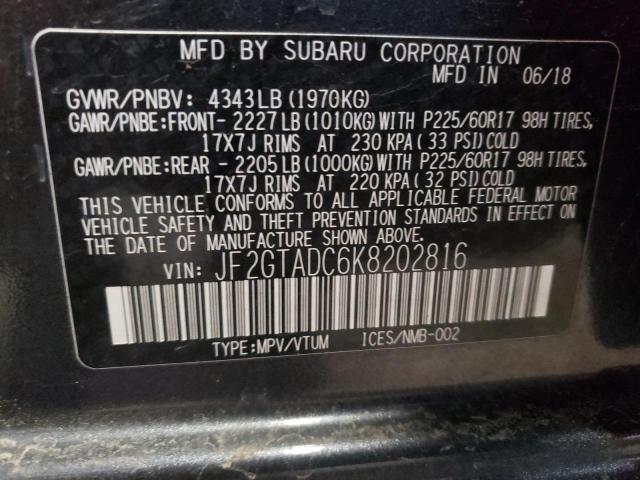 MFD BY SUBARU CORPORATION
MFD IN 06/18
GVWR/PNBV: 4343LB(1970KG)
GAWR/PNBE:FRONT- 2227LB(1010KG)WITH P225/60R17 98H TIRES,
17X7J RIMS AT 230 KPA( 33 PSI)COLD
GAWR/PNBE:REAR - 2205LB(1000KG)WITH P225/60R17 98H TIRES,
17X7J RIMS AT 220 KPA( 32 PSI)COLD
THIS VEHICLE CONFORMS TO ALL APPLICABLE FEDERAL MOTOR
VEHICLE SAFETY AND THEFT PREVENTION STANDARDS IN EFFECT ON
THE DATE OF MANUFACTURE SHOWN ABOVE.
VIN: JF2GTADC6K8202816
TYPE:MPV/VTUM ICES/NMB-002